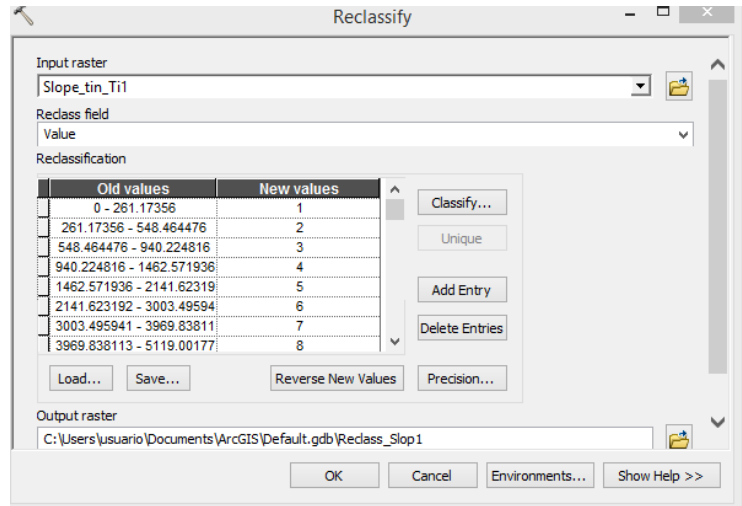 Reclassify
Input raster
Slope_tin_Ti1
Reclass field
Value
Reclassification
Old values New values
0 - 261.17356 1
261.17356 - 548.464476 2
548.464476 - 940.224816 3
940.224816 - 1462.571936 4
1462.571936 - 2141.62319 5
2141.623192 - 3003.49594 6
3003.495941 - 3969.83811 7
3969.838113 - 5119.00177 8
Classify...
Unique
Add Entry
Delete Entries
Load... Save... Reverse New Values Precision...
Output raster
C:\Users\usuario\Documents\ArcGIS\Default.gdb\Reclass_Slop1
OK Cancel Environments... Show Help >>